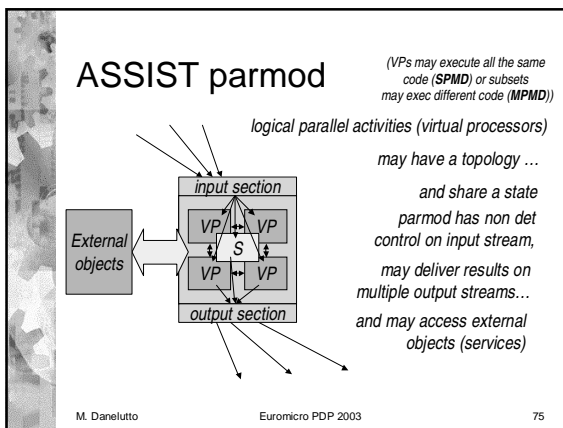 ASSIST parmod
(VPs may execute all the same
code (SPMD) or subsets
may exec different code (MPMD))
logical parallel activities (virtual processors)
may have a topology …
and share a state
parmod has non det
control on input stream,
may deliver results on
multiple output streams…
and may access external
objects (services)
input section
VP
VP
S
VP
VP
output section
External
objects
M. Danelutto
Euromicro PDP 2003
75